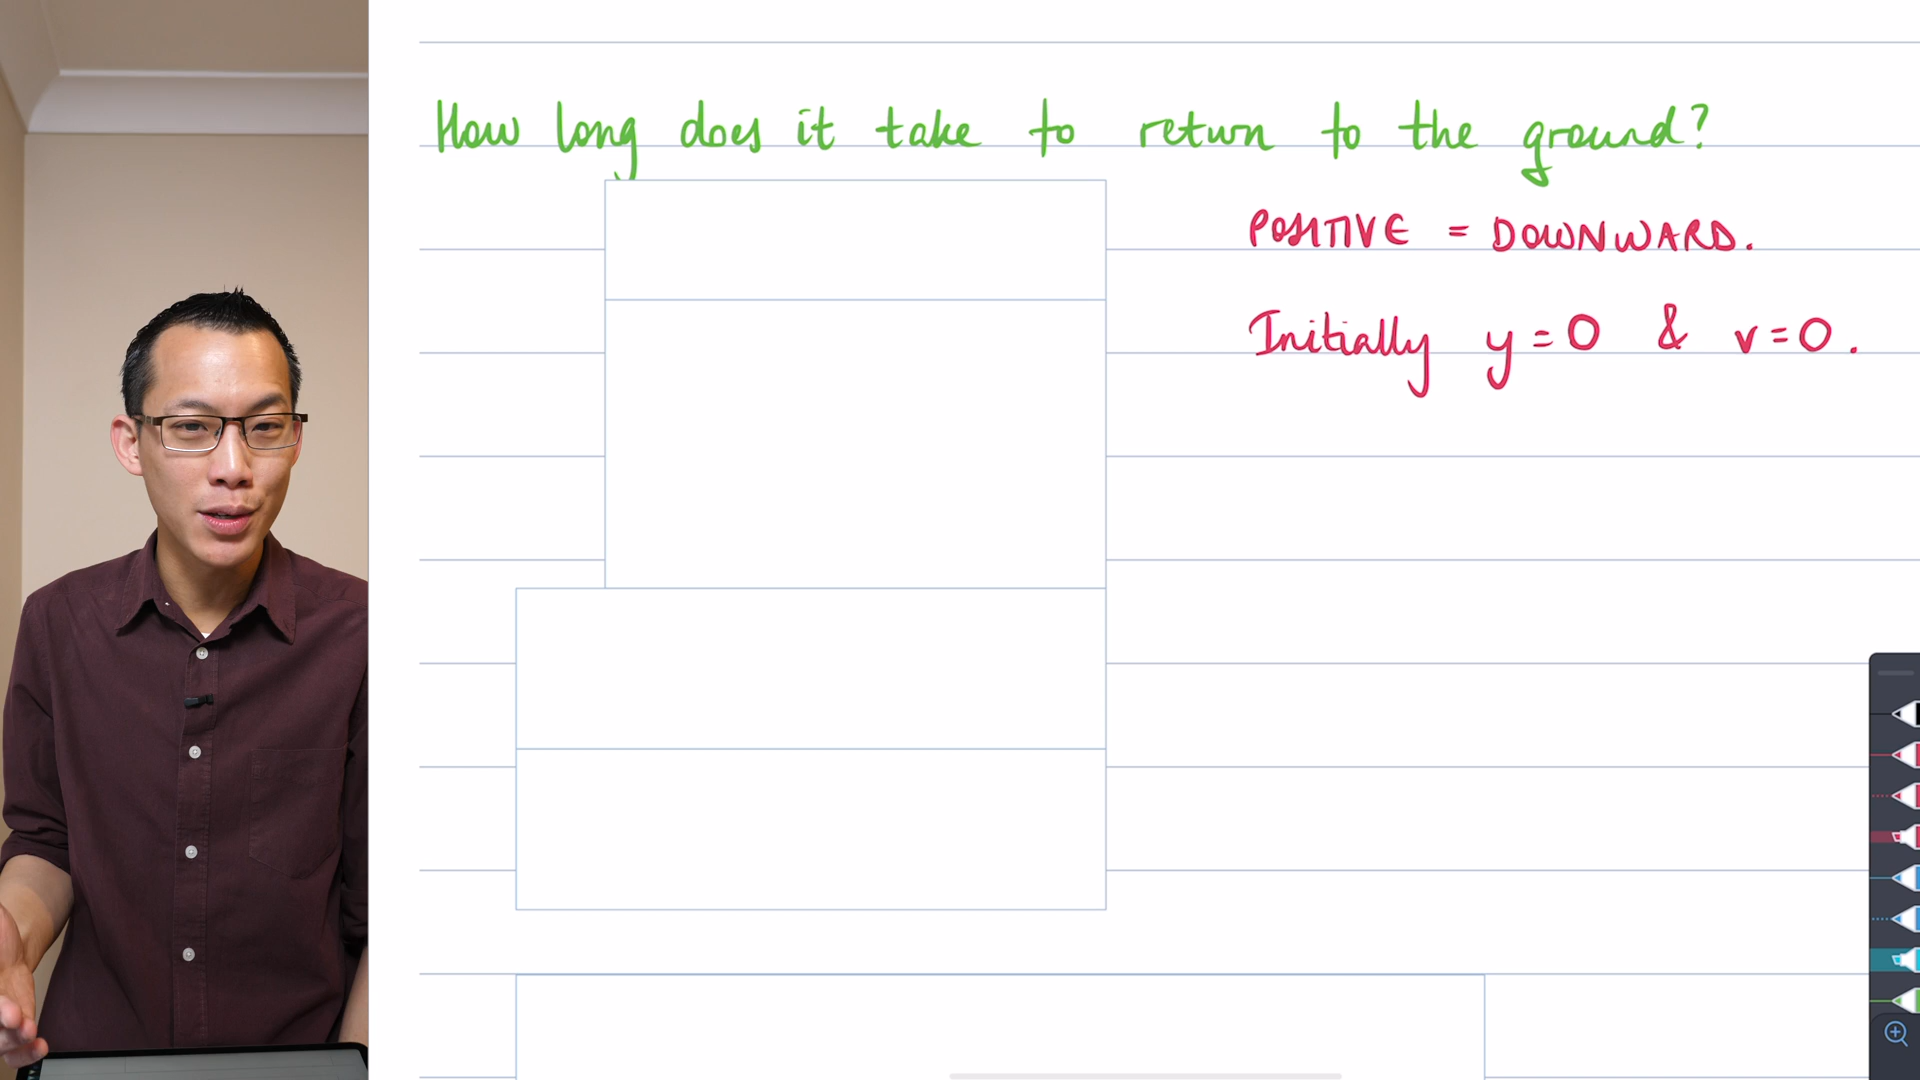 How long does it take to return to the ground?
POSITIVE = DOWNWARD.
Initially y = 0 & v = 0.